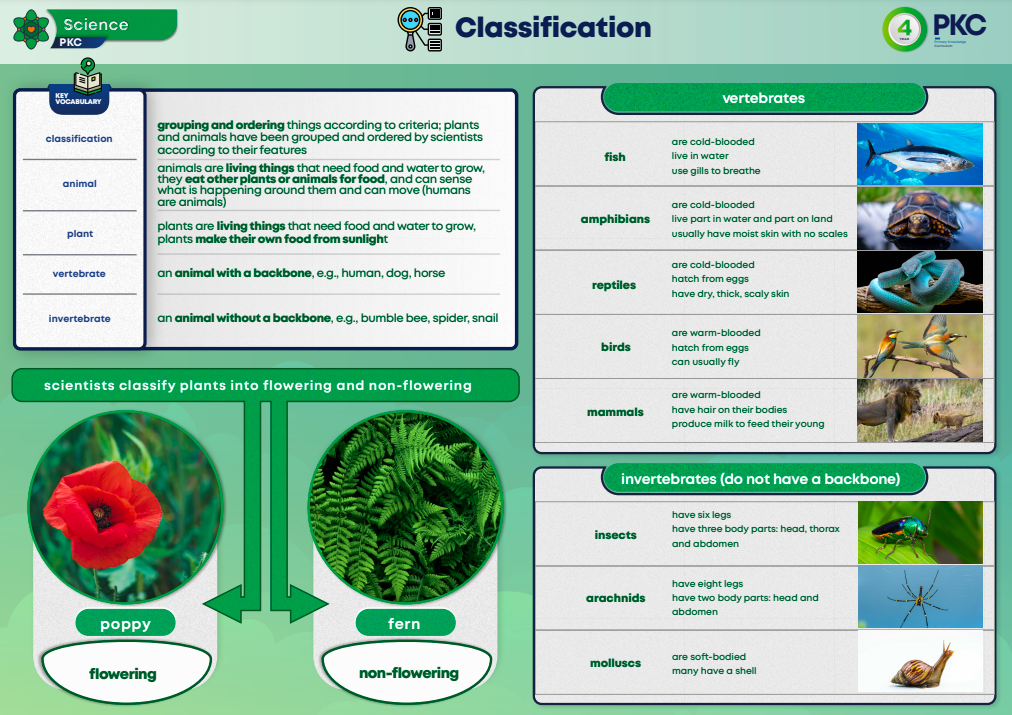 Science
PKC
Classification
4
YEAR
PKC
Primary Knowledge
Curriculum
KEY
VOCABULARY
classification
grouping and ordering things according to criteria; plants
and animals have been grouped and ordered by scientists
according to their features
animal
animals are living things that need food and water to grow,
they eat other plants or animals for food, and can sense
what is happening around them and can move (humans
are animals)
plant
plants are living things that need food and water to grow,
plants make their own food from sunlight
vertebrate
an animal with a backbone, e.g., human, dog, horse
invertebrate
an animal without a backbone, e.g., bumble bee, spider, snail
scientists classify plants into flowering and non-flowering
poppy
flowering
fern
non-flowering
vertebrates
fish
are cold-blooded
live in water
use gills to breathe
amphibians
are cold-blooded
live part in water and part on land
usually have moist skin with no scales
reptiles
are cold-blooded
hatch from eggs
have dry, thick, scaly skin
birds
are warm-blooded
hatch from eggs
can usually fly
mammals
are warm-blooded
have hair on their bodies
produce milk to feed their young
invertebrates (do not have a backbone)
insects
have six legs
have three body parts: head, thorax
and abdomen
arachnids
have eight legs
have two body parts: head and
abdomen
molluscs
are soft-bodied
many have a shell